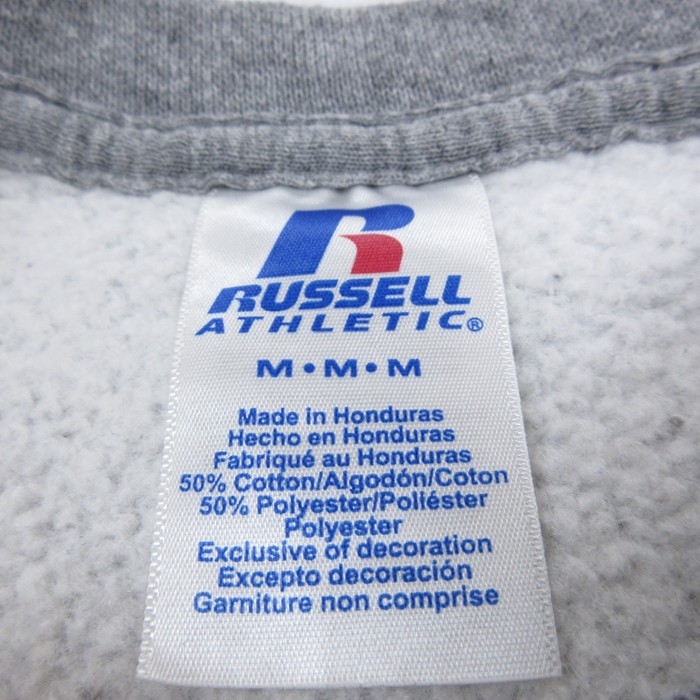 RUSSELL
ATHLETIC®
M•M•M
Made in Honduras
Hecho en Honduras
Fabriqué au Honduras
50% Cotton/Algodón/Coton
50% Polyester/Poliéster
Polyester
Exclusive of decoration
Excepto decoración
Garniture non comprise